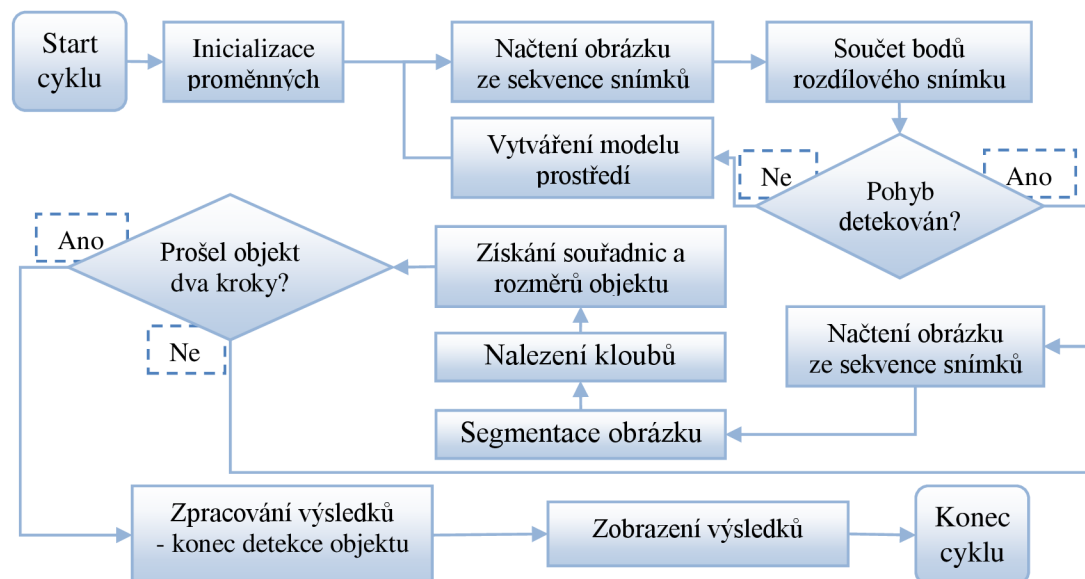 Start
cyklu
Inicializace
proměnných
Načtení obrázku
ze sekvence snímků
Součet bodů
rozdílového snímku
Vytváření modelu
prostředí
Ne
Pohyb
detekován?
Ano
Ano
Prošel objekt
dva kroky?
Ne
Získání souřadnic a
rozměrů objektu
Načtení obrázku
ze sekvence snímků
Nalezení kloubů
Segmentace obrázku
Zpracování výsledků
- konec detekce objektu
Zobrazení výsledků
Konec
cyklu